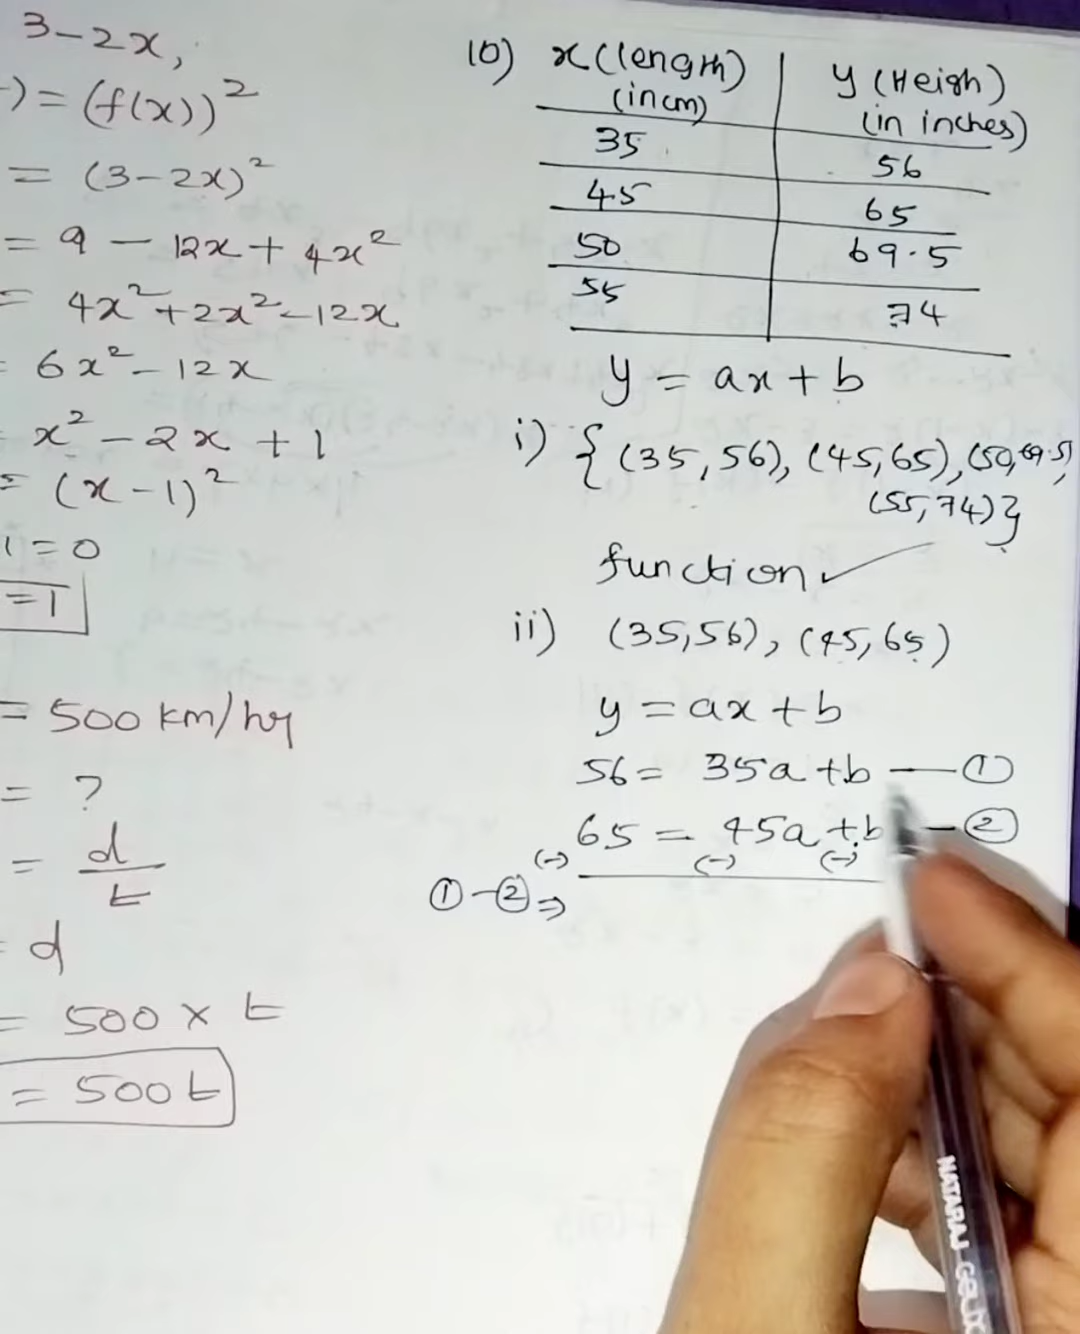 3-2x,
) = (f(x))²
= (3-2x)²
= 9 - 12x + 4x²
= 4x² + 2x² - 12x
6x² - 12x
x² - 2x + 1
= (x-1)²
1 = 0
= 1
= 500 km/hr
= ?
= d/t
d
= 500 x t
= 500t
10) x (length) (in cm) | y (Heigh) (in inches)
35 | 56
45 | 65
50 | 69.5
55 | 74
y = ax + b
i) { (35,56), (45,65), (50,69.5),
(55,74)}
function ✓
ii) (35,56), (45,65)
y = ax + b
56 = 35a + b — ①
65 = 45a + b — ②
(-) (-) (-)
① - ② ⇒
NATARAJ